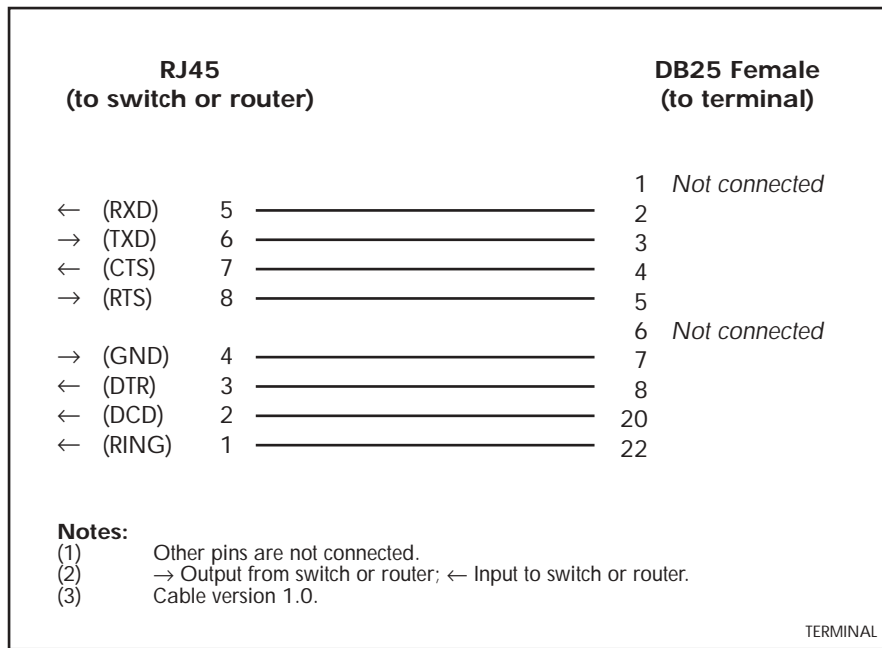 RJ45 DB25 Female
(to switch or router) (to terminal)
1 Not connected
← (RXD) 5 2
→ (TXD) 6 3
← (CTS) 7 4
→ (RTS) 8 5
6 Not connected
→ (GND) 4 7
← (DTR) 3 8
← (DCD) 2 20
← (RING) 1 22
Notes:
(1) Other pins are not connected.
(2) → Output from switch or router; ← Input to switch or router.
(3) Cable version 1.0.
TERMINAL